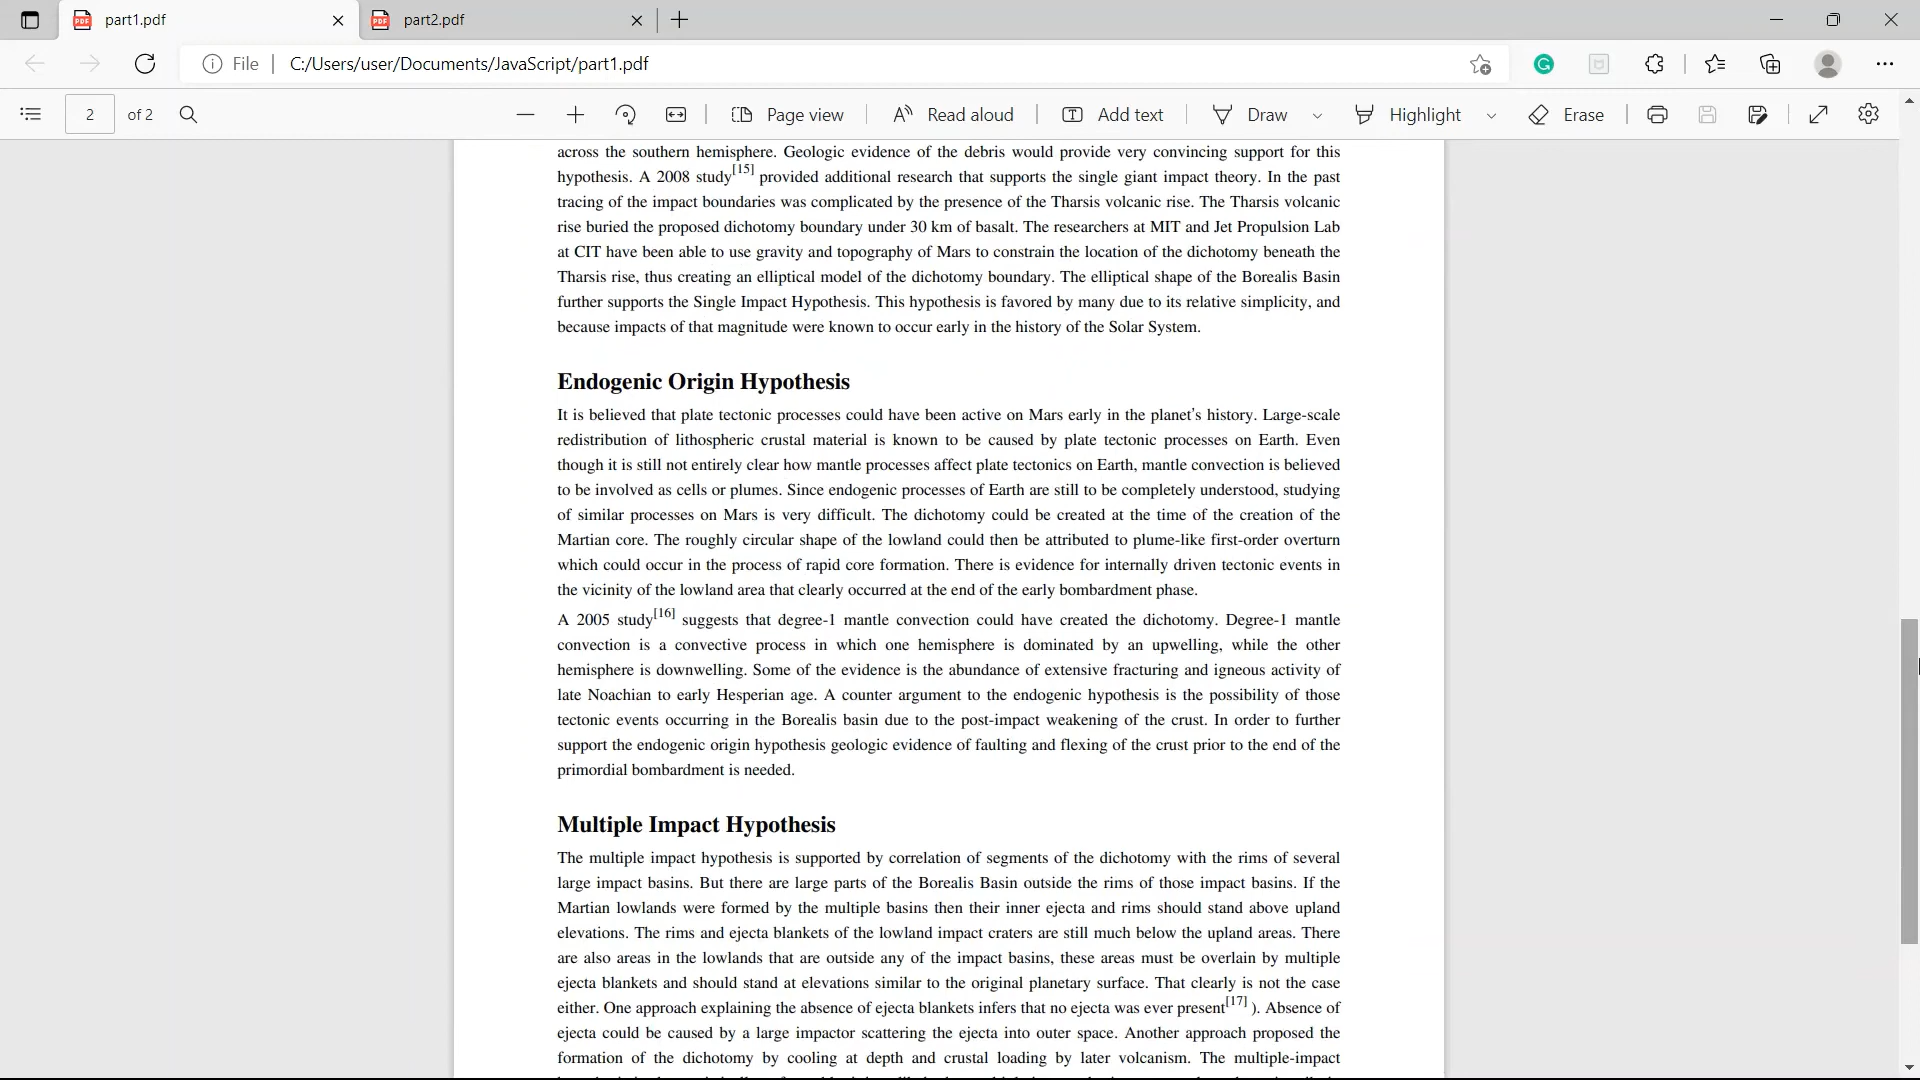 part1.pdf
part2.pdf
File
C:/Users/user/Documents/JavaScript/part1.pdf
2 of 2
Page view
Read aloud
Add text
Draw
Highlight
Erase
across the southern hemisphere. Geologic evidence of the debris would provide very convincing support for this
hypothesis. A 2008 study[15] provided additional research that supports the single giant impact theory. In the past
tracing of the impact boundaries was complicated by the presence of the Tharsis volcanic rise. The Tharsis volcanic
rise buried the proposed dichotomy boundary under 30 km of basalt. The researchers at MIT and Jet Propulsion Lab
at CIT have been able to use gravity and topography of Mars to constrain the location of the dichotomy beneath the
Tharsis rise, thus creating an elliptical model of the dichotomy boundary. The elliptical shape of the Borealis Basin
further supports the Single Impact Hypothesis. This hypothesis is favored by many due to its relative simplicity, and
because impacts of that magnitude were known to occur early in the history of the Solar System.
Endogenic Origin Hypothesis
It is believed that plate tectonic processes could have been active on Mars early in the planet's history. Large-scale
redistribution of lithospheric crustal material is known to be caused by plate tectonic processes on Earth. Even
though it is still not entirely clear how mantle processes affect plate tectonics on Earth, mantle convection is believed
to be involved as cells or plumes. Since endogenic processes of Earth are still to be completely understood, studying
of similar processes on Mars is very difficult. The dichotomy could be created at the time of the creation of the
Martian core. The roughly circular shape of the lowland could then be attributed to plume-like first-order overturn
which could occur in the process of rapid core formation. There is evidence for internally driven tectonic events in
the vicinity of the lowland area that clearly occurred at the end of the early bombardment phase.
A 2005 study[16] suggests that degree-1 mantle convection could have created the dichotomy. Degree-1 mantle
convection is a convective process in which one hemisphere is dominated by an upwelling, while the other
hemisphere is downwelling. Some of the evidence is the abundance of extensive fracturing and igneous activity of
late Noachian to early Hesperian age. A counter argument to the endogenic hypothesis is the possibility of those
tectonic events occurring in the Borealis basin due to the post-impact weakening of the crust. In order to further
support the endogenic origin hypothesis geologic evidence of faulting and flexing of the crust prior to the end of the
primordial bombardment is needed.
Multiple Impact Hypothesis
The multiple impact hypothesis is supported by correlation of segments of the dichotomy with the rims of several
large impact basins. But there are large parts of the Borealis Basin outside the rims of those impact basins. If the
Martian lowlands were formed by the multiple basins then their inner ejecta and rims should stand above upland
elevations. The rims and ejecta blankets of the lowland impact craters are still much below the upland areas. There
are also areas in the lowlands that are outside any of the impact basins, these areas must be overlain by multiple
ejecta blankets and should stand at elevations similar to the original planetary surface. That clearly is not the case
either. One approach explaining the absence of ejecta blankets infers that no ejecta was ever present[17] ). Absence of
ejecta could be caused by a large impactor scattering the ejecta into outer space. Another approach proposed the
formation of the dichotomy by cooling at depth and crustal loading by later volcanism. The multiple-impact